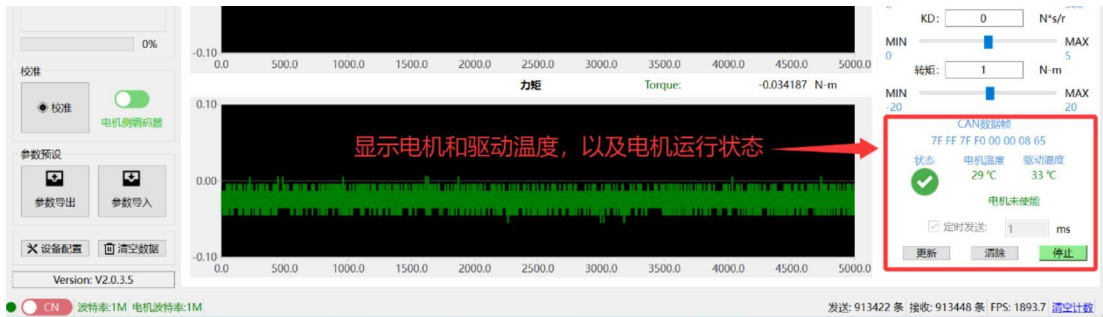 0%
校准
校准
电机侧编码器
参数预设
参数导出 参数导入
设备配置 清空数据
Version: V2.0.3.5
-0.10
0.0 500.0 1000.0 1500.0 2000.0 2500.0 3000.0 3500.0 4000.0 4500.0 5000.0
力矩 Torque: -0.034187 N-m
0.10
0.00
-0.10
0.0 500.0 1000.0 1500.0 2000.0 2500.0 3000.0 3500.0 4000.0 4500.0 5000.0
显示电机和驱动温度，以及电机运行状态
KD: 0 N*s/r
MIN MAX
0 5
转矩: 1 N-m
MIN MAX
-20 20
CAN数据帧
7F FF 7F F0 00 00 08 65
状态 电机温度 驱动温度
29 ℃ 33 ℃
电机未使能
定时发送: 1 ms
更新 清除 停止
CN 波特率:1M 电机波特率:1M
发送: 913422 条 接收: 913448 条 FPS: 1893.7 清空计数